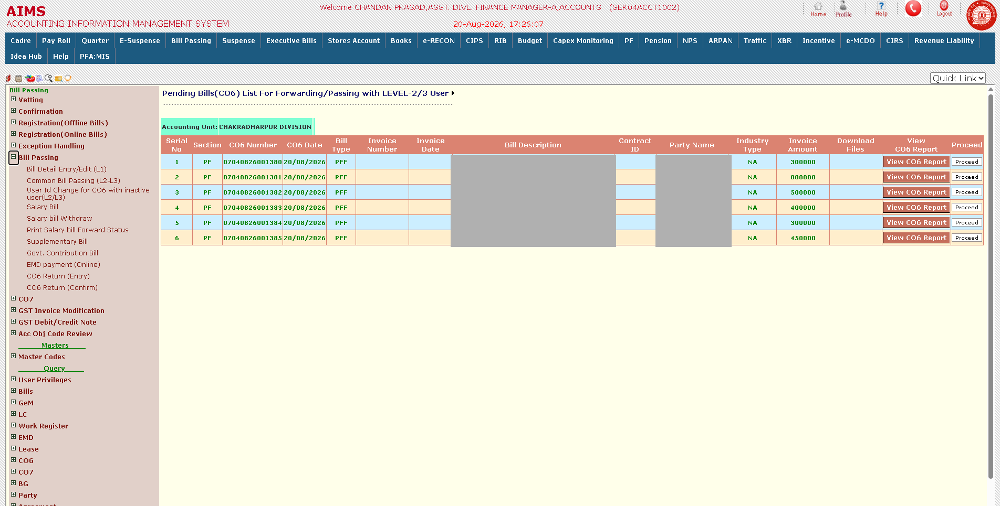 AIMS
ACCOUNTING INFORMATION MANAGEMENT SYSTEM
Welcome CHANDAN PRASAD,ASST. DIVL. FINANCE MANAGER-A,ACCOUNTS (SER04ACCT1002)
20-Aug-2026, 17:26:07
Home Profile Help Logout
Cadre Pay Roll Quarter E-Suspense Bill Passing Suspense Executive Bills Stores Account Books e-RECON CIPS RIB Budget Capex Monitoring PF Pension NPS ARPAN Traffic XBR Incentive e-MCDO CIRS Revenue Liability
Idea Hub Help PFA:MIS
Quick Link
Bill Passing
Vetting
Confirmation
Registration(Offline Bills)
Registration(Online Bills)
Exception Handling
Bill Passing
Bill Detail Entry/Edit (L1)
Common Bill Passing (L2-L3)
User Id Change for CO6 with inactive
user(L2/L3)
Salary Bill
Salary bill Withdraw
Print Salary bill Forward Status
Supplementary Bill
Govt. Contribution Bill
EMD payment (Online)
CO6 Return (Entry)
CO6 Return (Confirm)
CO7
GST Invoice Modification
GST Debit/Credit Note
Acc Obj Code Review
Masters
Master Codes
Query
User Privileges
Bills
GeM
LC
Work Register
EMD
Lease
CO6
CO7
BG
Party
Pending Bills(CO6) List For Forwarding/Passing with LEVEL-2/3 User
Accounting Unit: CHAKRADHARPUR DIVISION
Serial No Section CO6 Number CO6 Date Bill Type Invoice Number Invoice Date Bill Description Contract ID Party Name Industry Type Invoice Amount Download Files View CO6 Report Proceed
1 PF 07040826001380 20/08/2026 PFF NA 300000 View CO6 Report Proceed
2 PF 07040826001381 20/08/2026 PFF NA 800000 View CO6 Report Proceed
3 PF 07040826001382 20/08/2026 PFF NA 500000 View CO6 Report Proceed
4 PF 07040826001383 20/08/2026 PFF NA 400000 View CO6 Report Proceed
5 PF 07040826001384 20/08/2026 PFF NA 300000 View CO6 Report Proceed
6 PF 07040826001385 20/08/2026 PFF NA 450000 View CO6 Report Proceed